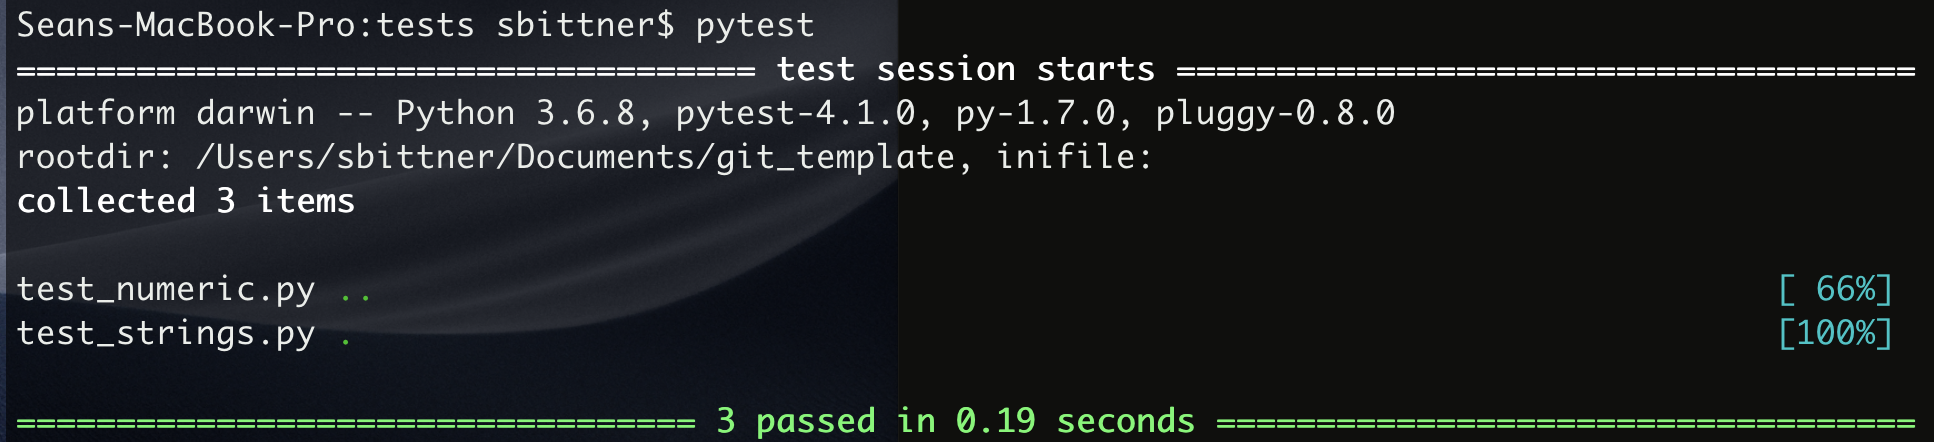 Seans-MacBook-Pro:tests sbittner$ pytest
===================================== test session starts =====================================
platform darwin -- Python 3.6.8, pytest-4.1.0, py-1.7.0, pluggy-0.8.0
rootdir: /Users/sbittner/Documents/git_template, inifile:
collected 3 items

test_numeric.py .. [ 66%]
test_strings.py . [100%]

================================== 3 passed in 0.19 seconds ===================================